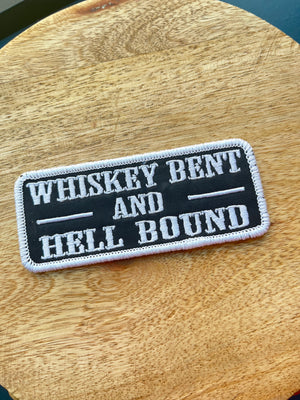 WHISKEY BENT
AND
HELL BOUND